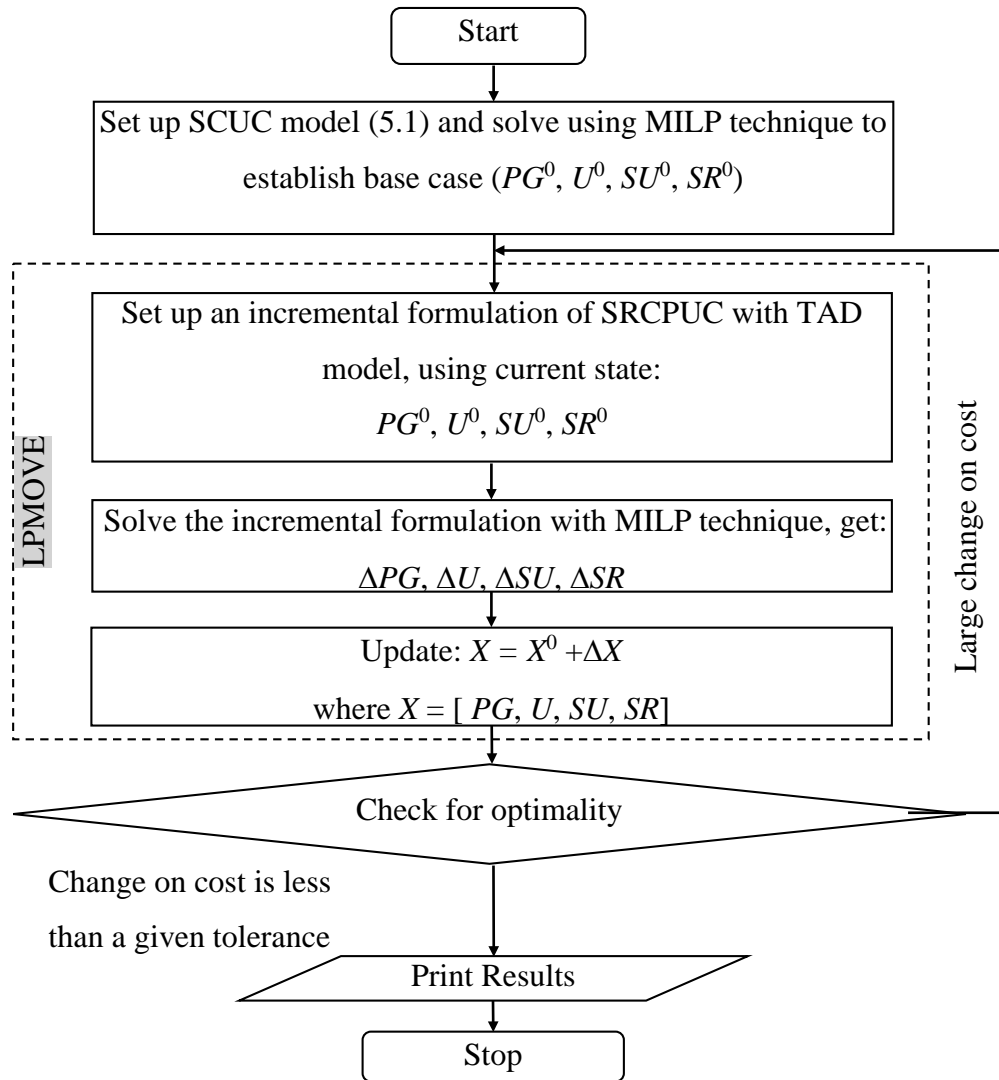 Start
Set up SCUC model (5.1) and solve using MILP technique to
establish base case (PG⁰, U⁰, SU⁰, SR⁰)
Set up an incremental formulation of SRCPUC with TAD
model, using current state:
PG⁰, U⁰, SU⁰, SR⁰
Solve the incremental formulation with MILP technique, get:
ΔPG, ΔU, ΔSU, ΔSR
Update: X = X⁰ +ΔX
where X = [ PG, U, SU, SR]
LPMOVE
Large change on cost
Check for optimality
Change on cost is less
than a given tolerance
Print Results
Stop